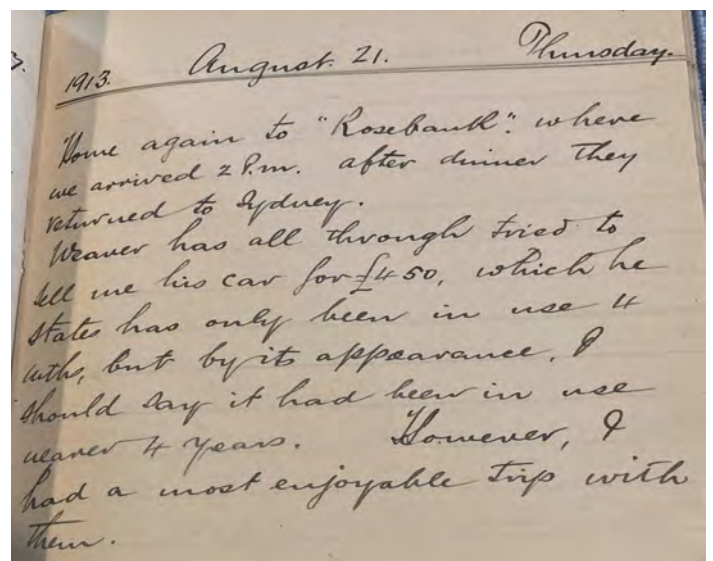 1913. August. 21. Thursday.
Home again to "Rosebank". where
we arrived 2 P.m. after dinner they
returned to Sydney.
Weaver has all through tried to
sell me his car for £450, which he
states has only been in use 4
mths, but by its appearance, I
should say it had been in use
nearer 4 years. However, I
had a most enjoyable trip with
them.